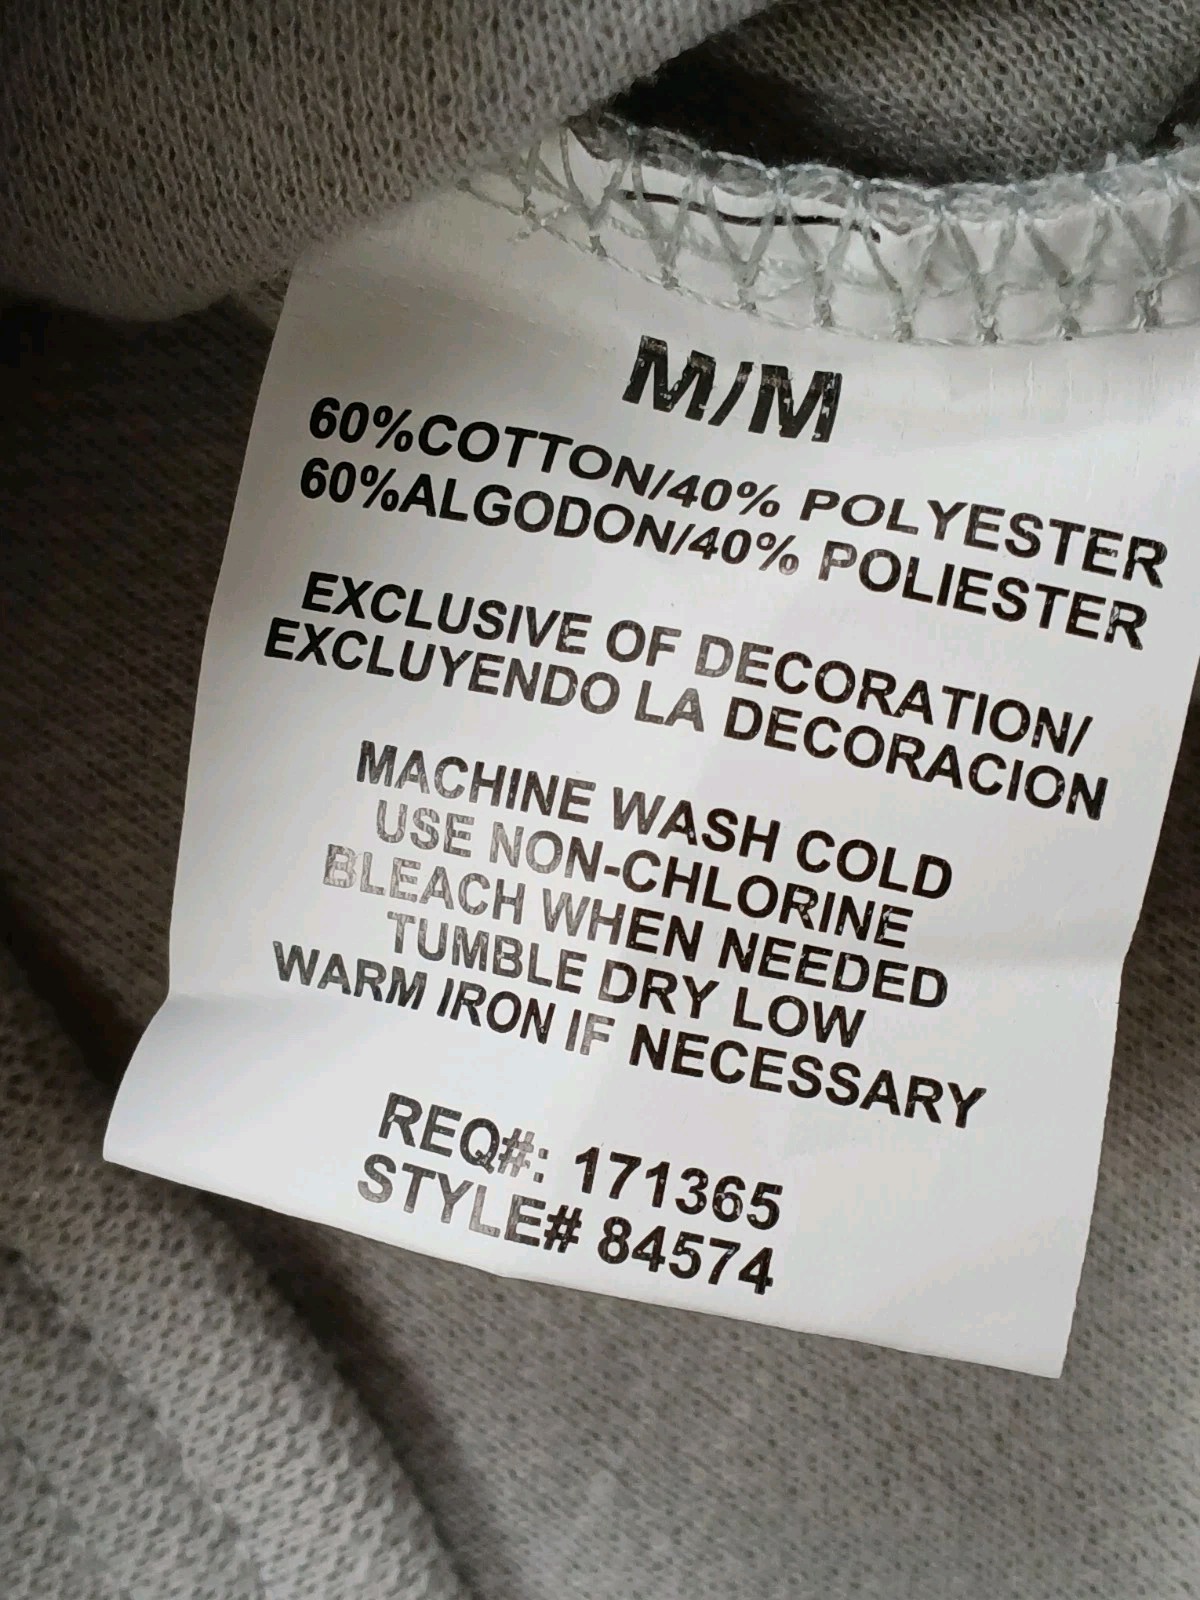 M/M
60%COTTON/40% POLYESTER
60%ALGODON/40% POLIESTER
EXCLUSIVE OF DECORATION/
EXCLUYENDO LA DECORACION
MACHINE WASH COLD
USE NON-CHLORINE
BLEACH WHEN NEEDED
TUMBLE DRY LOW
WARM IRON IF NECESSARY
REQ#: 171365
STYLE# 84574